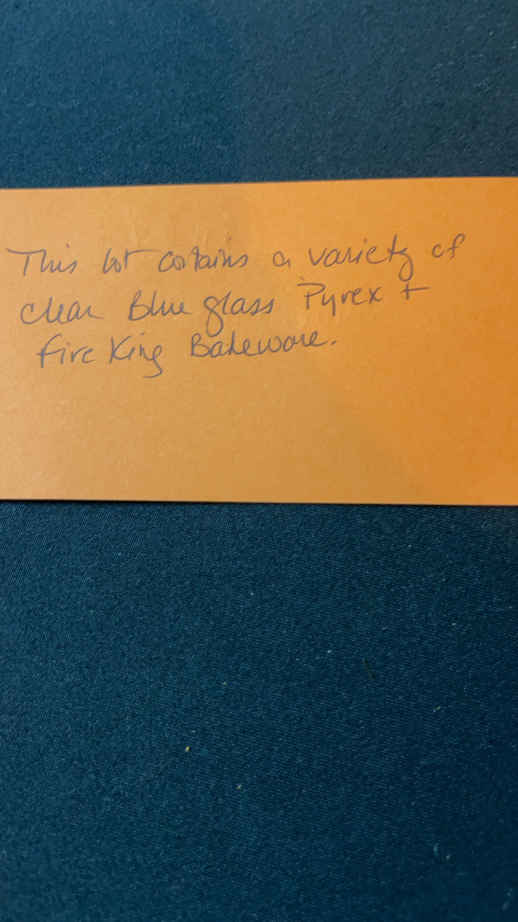 This lot contains a variety of
clear Blue glass Pyrex +
Fire King Bakeware.